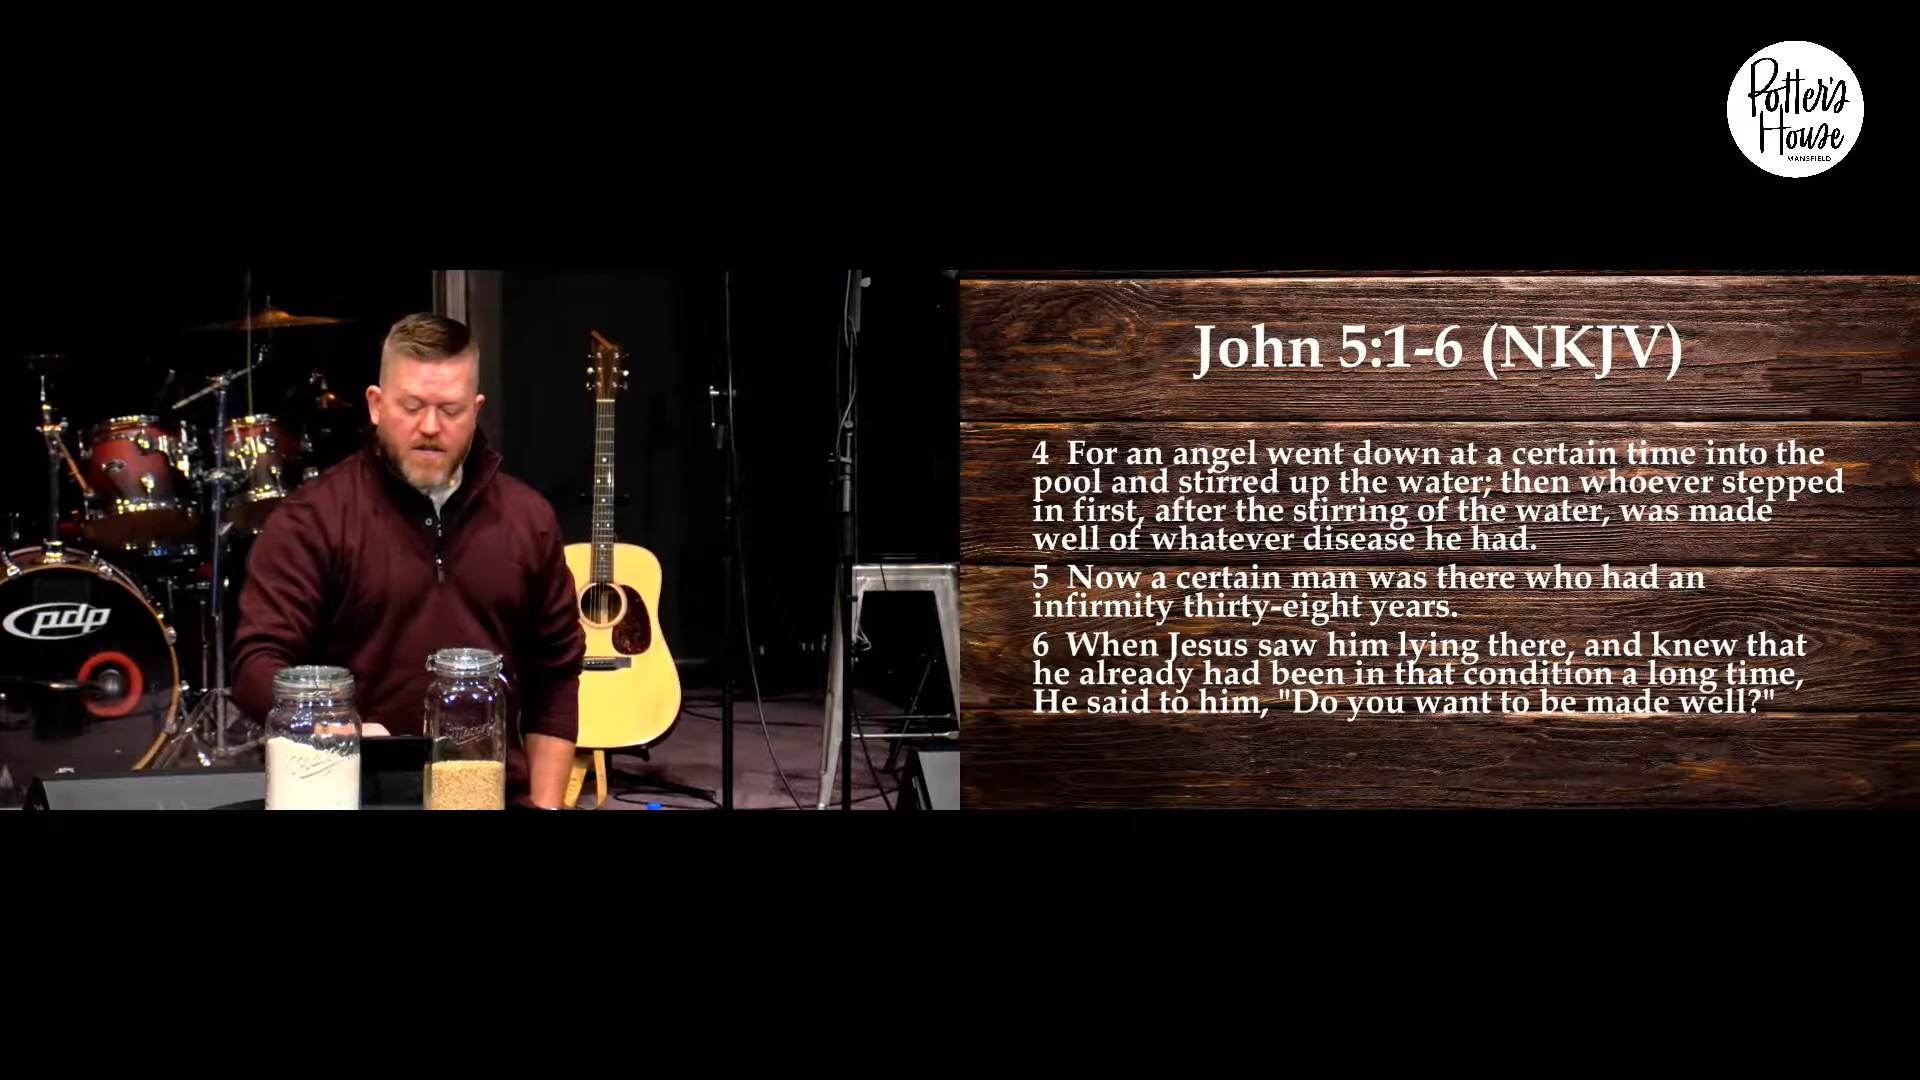 Potter's
House
MANSFIELD
John 5:1-6 (NKJV)
4 For an angel went down at a certain time into the
pool and stirred up the water; then whoever stepped
in first, after the stirring of the water, was made
well of whatever disease he had.
5 Now a certain man was there who had an
infirmity thirty-eight years.
6 When Jesus saw him lying there, and knew that
he already had been in that condition a long time,
He said to him, "Do you want to be made well?"
pdp